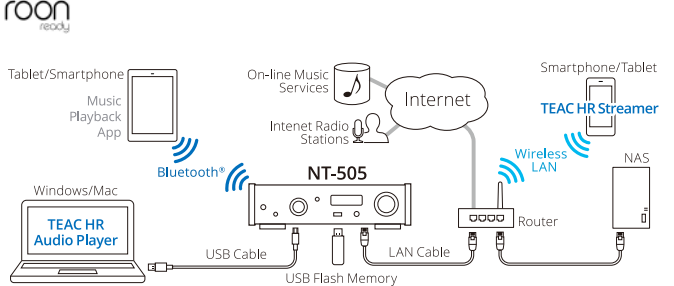 roon
ready
Tablet/Smartphone
Music
Playback
App
Bluetooth®
On-line Music
Services
Intenet Radio
Stations
Internet
Smartphone/Tablet
TEAC HR Streamer
Wireless
LAN
NAS
NT-505
Windows/Mac
TEAC HR
Audio Player
Router
USB Cable
LAN Cable
USB Flash Memory